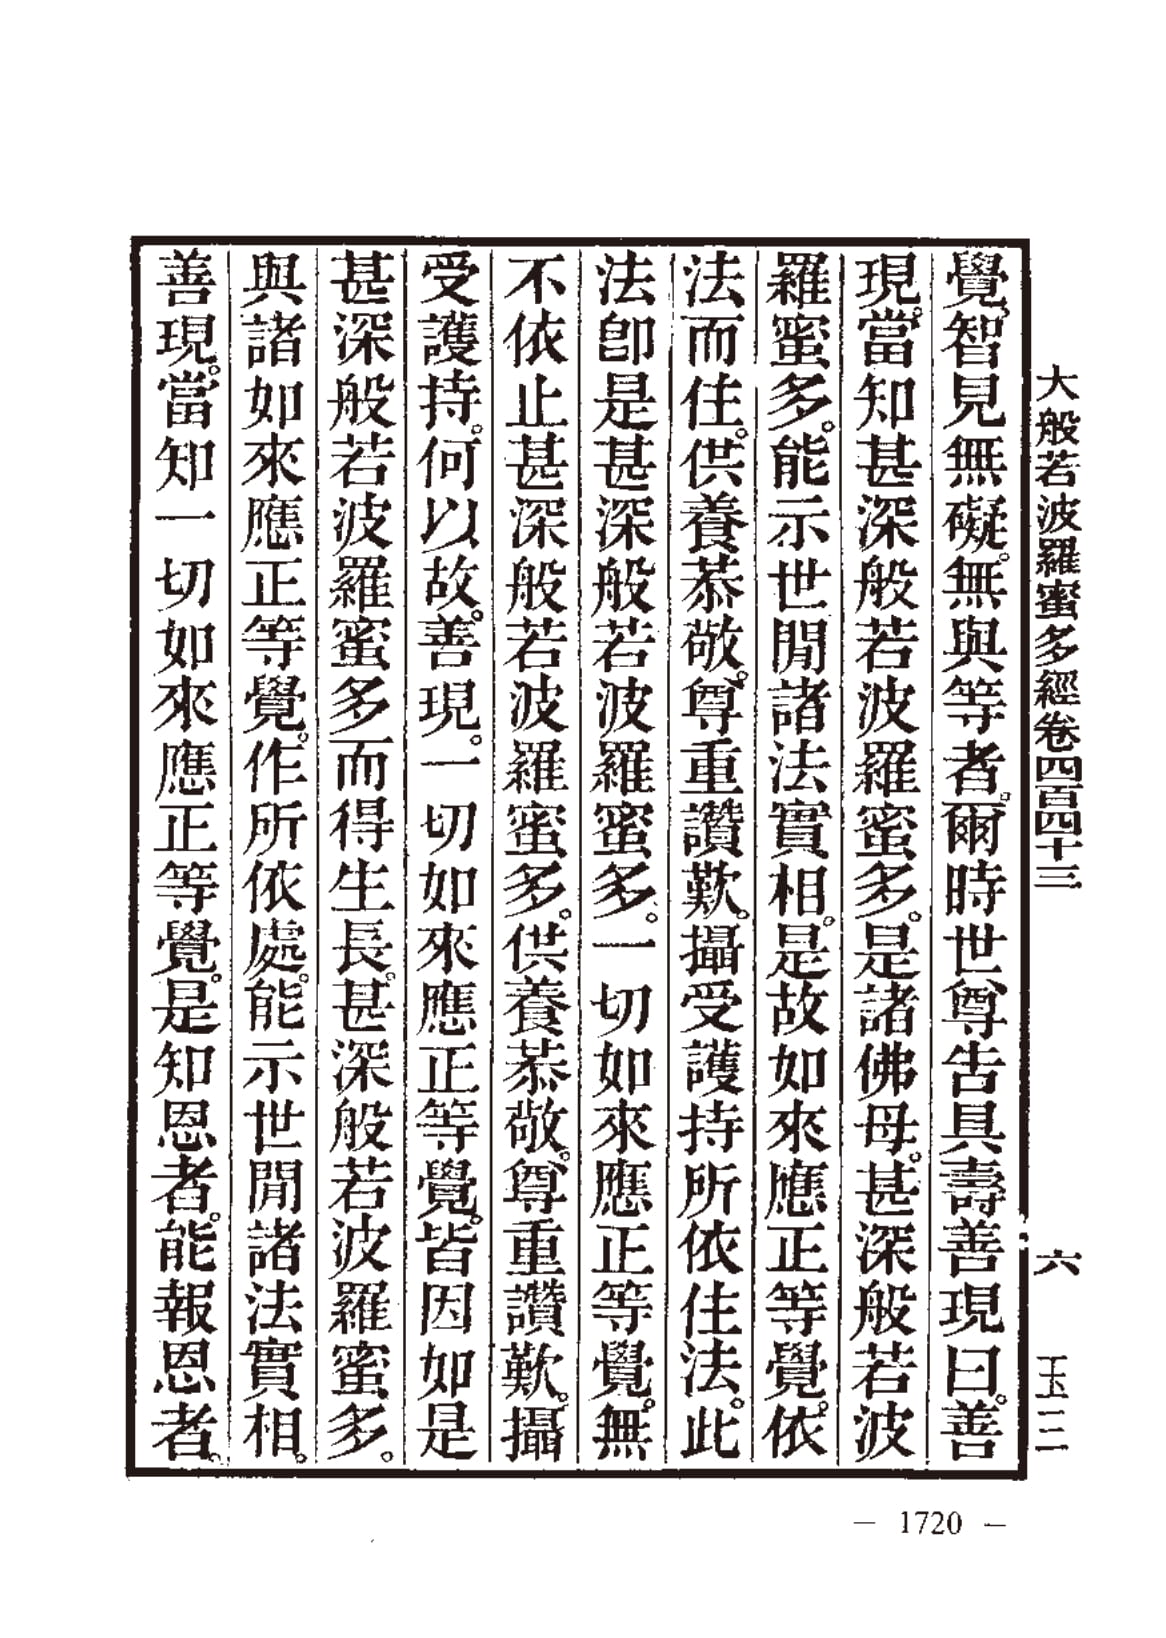 大般若波羅蜜多經卷四百四十三 六 玉三
覺智見無礙。無與等者。爾時世尊告具壽善現曰。善
現。當知甚深般若波羅蜜多。是諸佛母。甚深般若波
羅蜜多。能示世間諸法實相。是故如來應正等覺。依
法而住。供養恭敬。尊重讚歎。攝受護持所依住法。此
法卽是甚深般若波羅蜜多。一切如來應正等覺。無
不依止甚深般若波羅蜜多。供養恭敬。尊重讚歎。攝
受護持。何以故。善現。一切如來應正等覺。皆因如是
甚深般若波羅蜜多而得生長。甚深般若波羅蜜多。
與諸如來應正等覺。作所依處。能示世間諸法實相。
善現。當知一切如來應正等覺。是知恩者。能報恩者。
— 1720 —